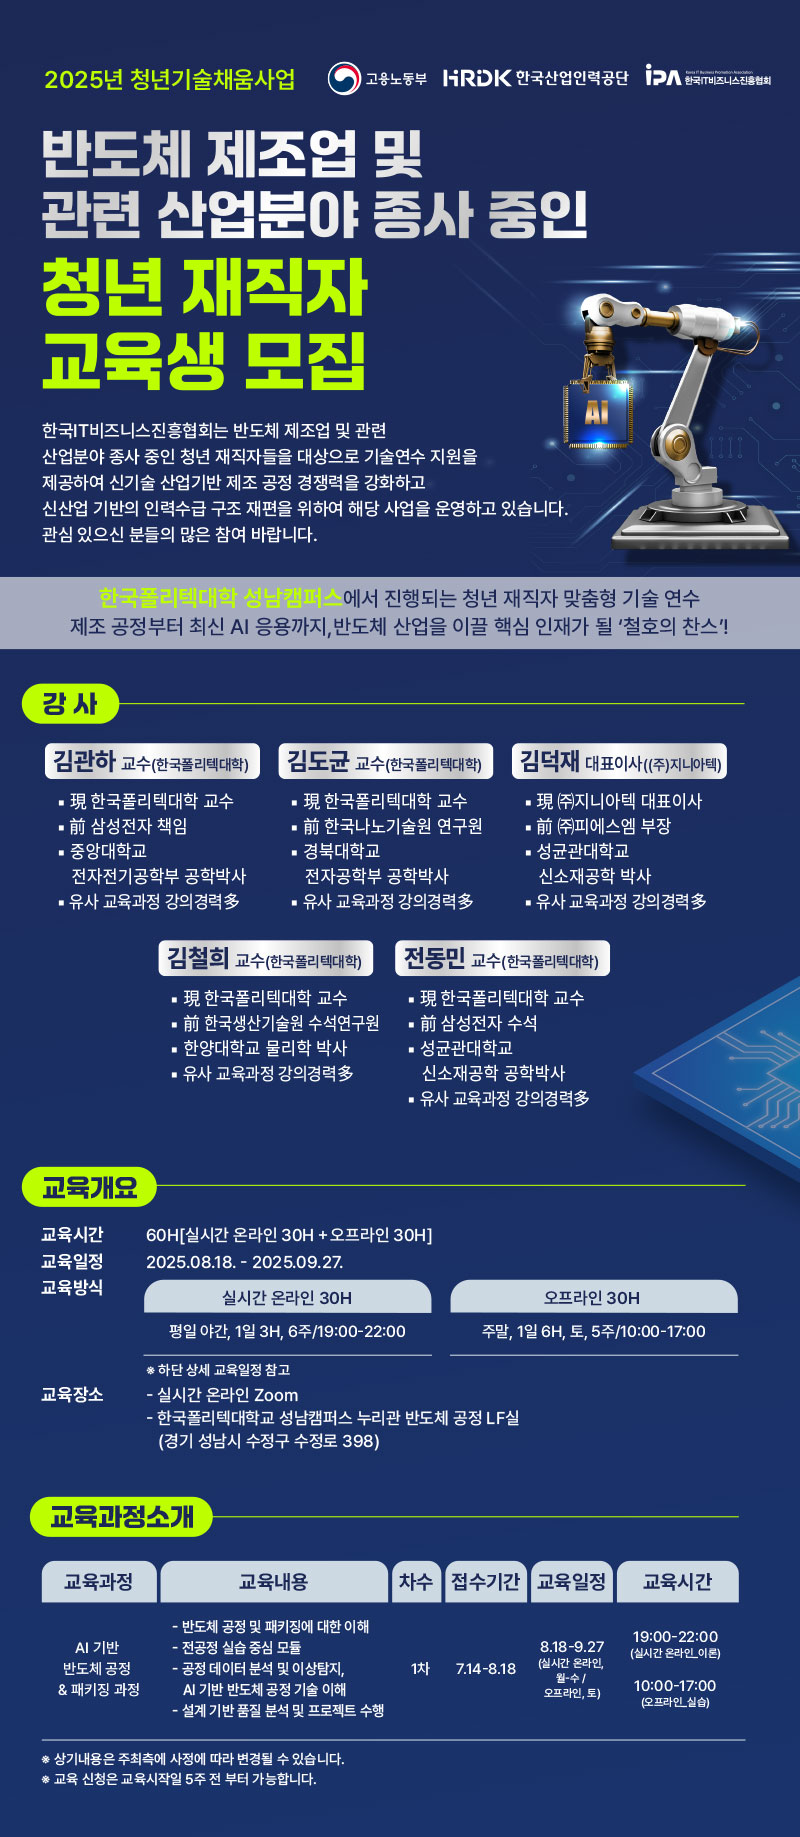 2025년 청년기술채움사업
고용노동부
HRDK 한국산업인력공단
iPA 한국IT비즈니스진흥협회
Korea IT Business Promotion Association
반도체 제조업 및
관련 산업분야 종사 중인
청년 재직자
교육생 모집
AI
한국IT비즈니스진흥협회는 반도체 제조업 및 관련
산업분야 종사 중인 청년 재직자들을 대상으로 기술연수 지원을
제공하여 신기술 산업기반 제조 공정 경쟁력을 강화하고
신산업 기반의 인력수급 구조 재편을 위하여 해당 사업을 운영하고 있습니다.
관심 있으신 분들의 많은 참여 바랍니다.
한국폴리텍대학 성남캠퍼스에서 진행되는 청년 재직자 맞춤형 기술 연수
제조 공정부터 최신 AI 응용까지,반도체 산업을 이끌 핵심 인재가 될 ‘철호의 찬스’!
강 사
김관하 교수(한국폴리텍대학)
▪ 現 한국폴리텍대학 교수
▪ 前 삼성전자 책임
▪ 중앙대학교
전자전기공학부 공학박사
▪ 유사 교육과정 강의경력多
김도균 교수(한국폴리텍대학)
▪ 現 한국폴리텍대학 교수
▪ 前 한국나노기술원 연구원
▪ 경북대학교
전자공학부 공학박사
▪ 유사 교육과정 강의경력多
김덕재 대표이사((주)지니아텍)
▪ 現 ㈜지니아텍 대표이사
▪ 前 ㈜피에스엠 부장
▪ 성균관대학교
신소재공학 박사
▪ 유사 교육과정 강의경력多
김철희 교수(한국폴리텍대학)
▪ 現 한국폴리텍대학 교수
▪ 前 한국생산기술원 수석연구원
▪ 한양대학교 물리학 박사
▪ 유사 교육과정 강의경력多
전동민 교수(한국폴리텍대학)
▪ 現 한국폴리텍대학 교수
▪ 前 삼성전자 수석
▪ 성균관대학교
신소재공학 공학박사
▪ 유사 교육과정 강의경력多
교육개요
교육시간 60H[실시간 온라인 30H + 오프라인 30H]
교육일정 2025.08.18. - 2025.09.27.
교육방식
실시간 온라인 30H
평일 야간, 1일 3H, 6주/19:00-22:00
오프라인 30H
주말, 1일 6H, 토, 5주/10:00-17:00
※ 하단 상세 교육일정 참고
교육장소 - 실시간 온라인 Zoom
- 한국폴리텍대학교 성남캠퍼스 누리관 반도체 공정 LF실
(경기 성남시 수정구 수정로 398)
교육과정소개
교육과정 교육내용 차수 접수기간 교육일정 교육시간
AI 기반
반도체 공정
& 패키징 과정
- 반도체 공정 및 패키징에 대한 이해
- 전공정 실습 중심 모듈
- 공정 데이터 분석 및 이상탐지,
AI 기반 반도체 공정 기술 이해
- 설계 기반 품질 분석 및 프로젝트 수행
1차
7.14-8.18
8.18-9.27
(실시간 온라인,
월-수 /
오프라인, 토)
19:00-22:00
(실시간 온라인_이론)
10:00-17:00
(오프라인_실습)
※ 상기내용은 주최측에 사정에 따라 변경될 수 있습니다.
※ 교육 신청은 교육시작일 5주 전 부터 가능합니다.